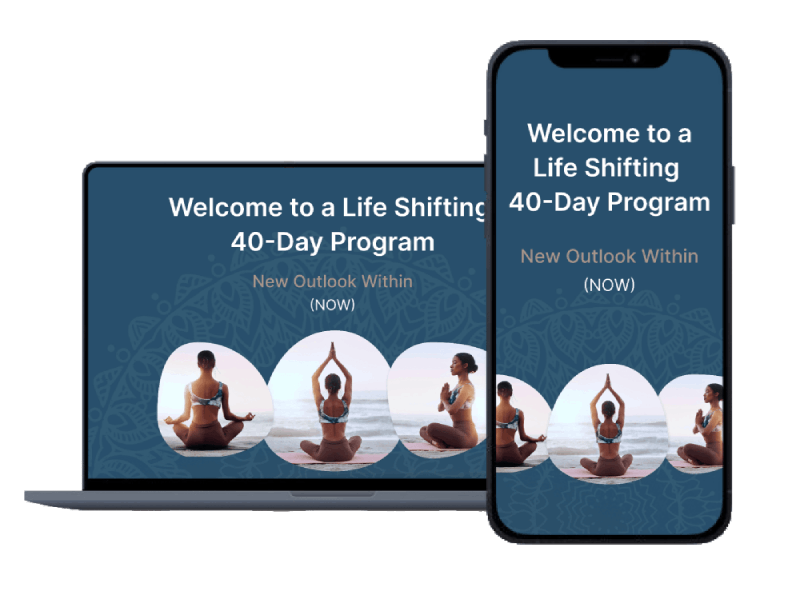 Welcome to a Life Shifting
40-Day Program
New Outlook Within
(NOW)
Welcome to a
Life Shifting
40-Day Program
New Outlook Within
(NOW)